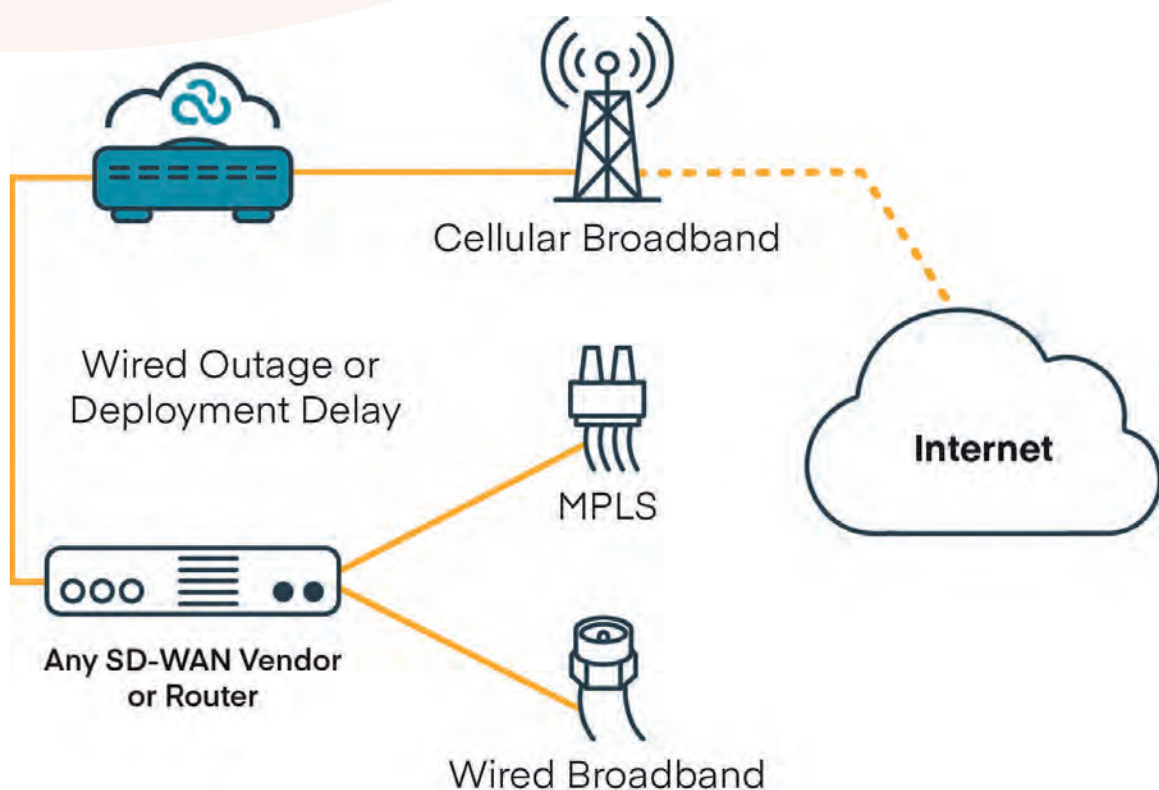 Cellular Broadband
Wired Outage or
Deployment Delay
MPLS
Internet
Any SD-WAN Vendor
or Router
Wired Broadband